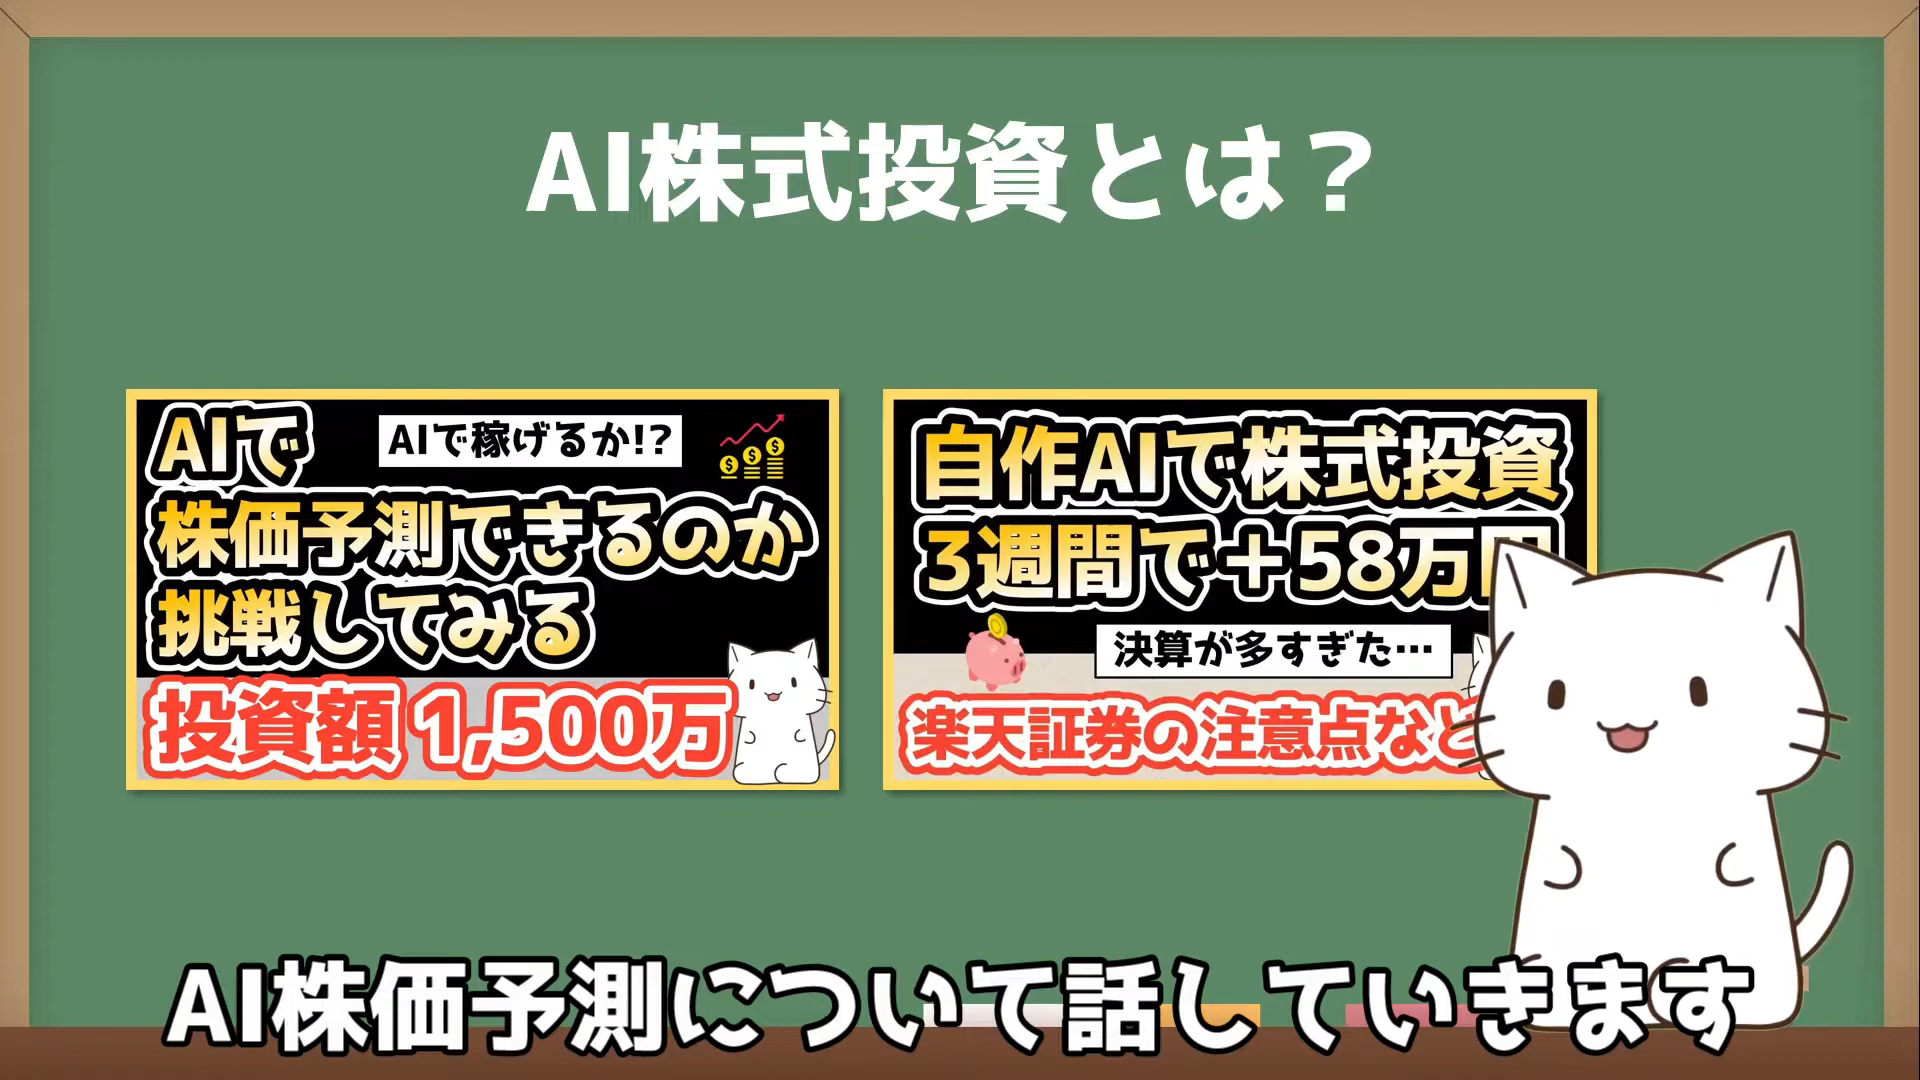 AI株式投資とは？
AIで
AIで稼げるか!?
株価予測できるのか
挑戦してみる
投資額1,500万
自作AIで株式投資
3週間で＋58万円
決算が多すぎた…
楽天証券の注意点など
AI株価予測について話していきます